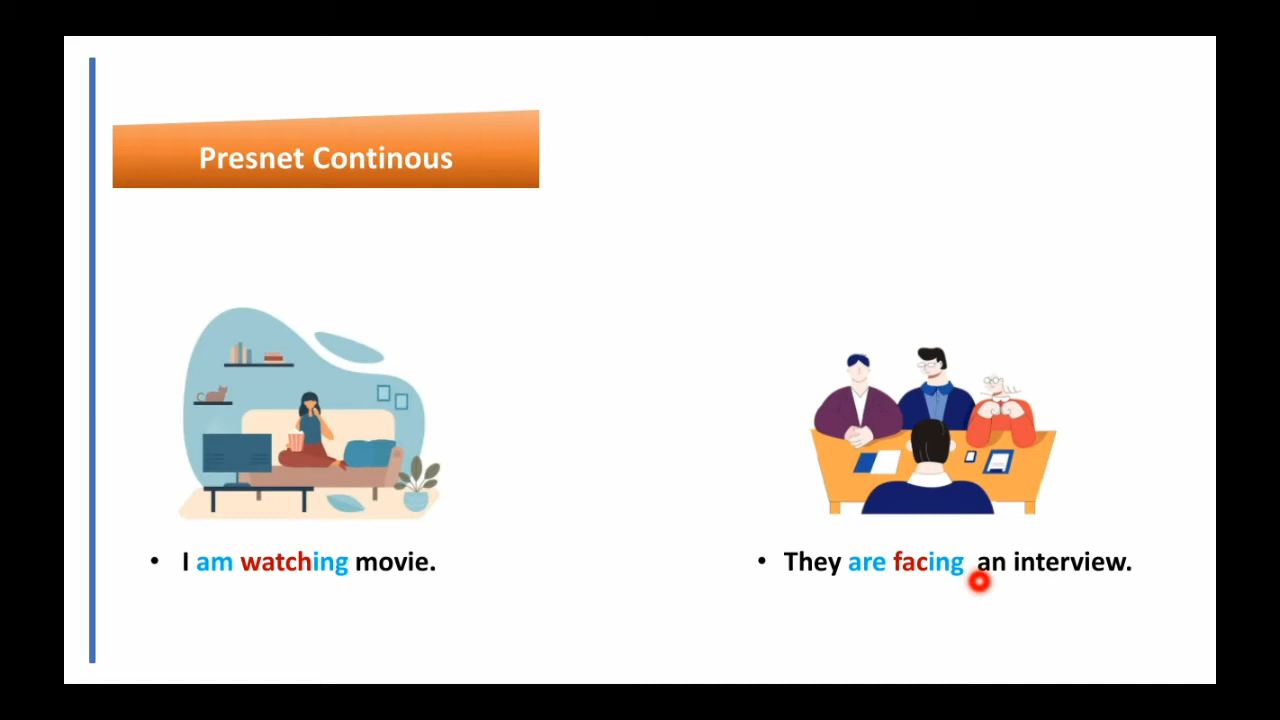 Presnet Continous
• I am watching movie.
• They are facing an interview.